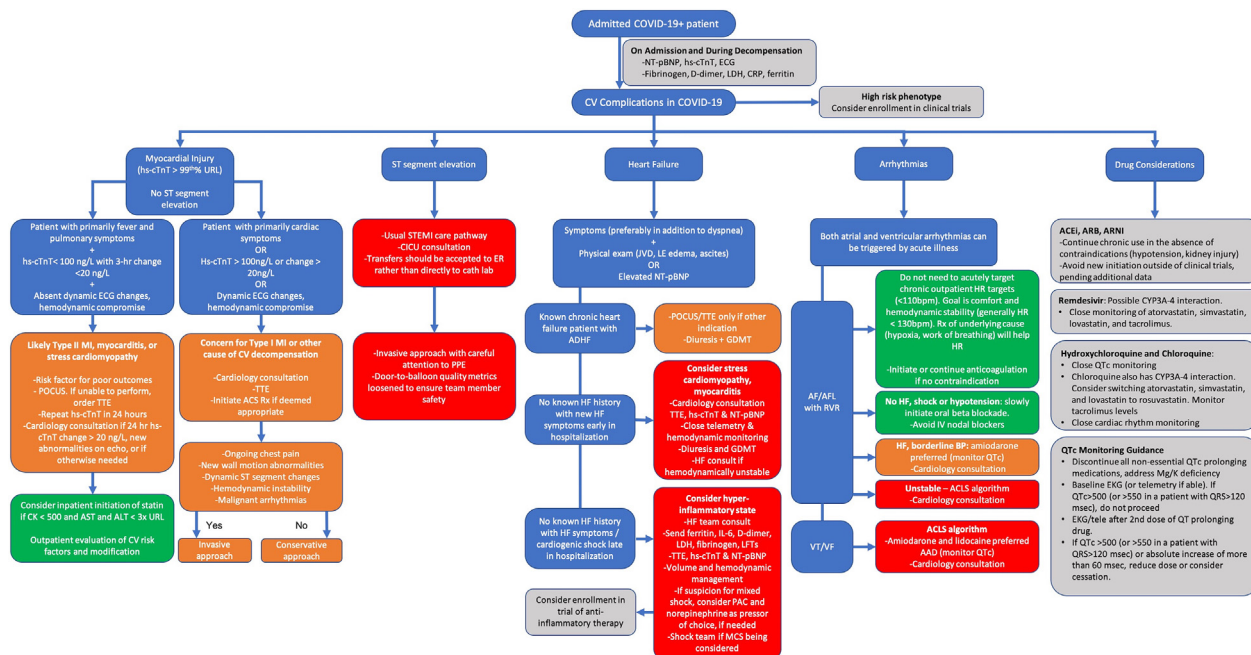 Admitted COVID-19+ patient
On Admission and During Decompensation
-NT-pBNP, hs-cTnT, ECG
-Fibrinogen, D-dimer, LDH, CRP, ferritin
CV Complications in COVID-19
High risk phenotype
Consider enrollment in clinical trials
Myocardial Injury
(hs-cTnT > 99th% URL)
No ST segment
elevation
Patient with primarily fever and
pulmonary symptoms
+
hs-cTnT< 100 ng/L with 3-hr change
<20 ng/L
+
Absent dynamic ECG changes,
hemodynamic compromise
Likely Type II MI, myocarditis, or
stress cardiomyopathy
-Risk factor for poor outcomes
-POCUS. If unable to perform,
order TTE
-Repeat hs-cTnT in 24 hours
-Cardiology consultation if 24 hr hs-
cTnT change > 20 ng/L, new
abnormalities on echo, or if
otherwise needed
Consider inpatient initiation of statin
if CK < 500 and AST and ALT < 3x URL
Outpatient evaluation of CV risk
factors and modification
Patient with primarily cardiac
symptoms
OR
Hs-cTnT > 100ng/L or change >
20ng/L
OR
Dynamic ECG changes,
hemodynamic compromise
Concern for Type I MI or other
cause of CV decompensation
-Cardiology consultation
-TTE
-Initiate ACS Rx if deemed
appropriate
-Ongoing chest pain
-New wall motion abnormalities
-Dynamic ST segment changes
-Hemodynamic instability
-Malignant arrhythmias
Yes
No
Invasive
approach
Conservative
approach
ST segment elevation
-Usual STEMI care pathway
-CICU consultation
-Transfers should be accepted to ER
rather than directly to cath lab
-Invasive approach with careful
attention to PPE
-Door-to-balloon quality metrics
loosened to ensure team member
safety
Heart Failure
Symptoms (preferably in addition to dyspnea)
+
Physical exam (JVD, LE edema, ascites)
OR
Elevated NT-pBNP
Known chronic heart
failure patient with
ADHF
-POCUS/TTE only if other
indication
-Diuresis + GDMT
No known HF history
with new HF
symptoms early in
hospitalization
Consider stress
cardiomyopathy,
myocarditis
-Cardiology consultation
TTE, hs-cTnT & NT-pBNP
-Close telemetry &
hemodynamic monitoring
-Diuresis and GDMT
-HF consult if
hemodynamically unstable
No known HF history
with HF symptoms /
cardiogenic shock late
in hospitalization
Consider hyper-
inflammatory state
-HF team consult
-Send ferritin, IL-6, D-dimer,
LDH, fibrinogen, LFTs
-TTE, hs-cTnT & NT-pBNP
-Volume and hemodynamic
management
-If suspicion for mixed
shock, consider PAC and
norepinephrine as pressor
of choice, if needed
-Shock team if MCS being
considered
Consider enrollment in
trial of anti-
inflammatory therapy
Arrhythmias
Both atrial and ventricular arrhythmias can
be triggered by acute illness
AF/AFL
with RVR
Do not need to acutely target
chronic outpatient HR targets
(<110bpm). Goal is comfort and
hemodynamic stability (generally HR
< 130bpm). Rx of underlying cause
(hypoxia, work of breathing) will help
HR
-Initiate or continue anticoagulation
if no contraindication
No HF, shock or hypotension: slowly
initiate oral beta blockade.
-Avoid IV nodal blockers
HF, borderline BP: amiodarone
preferred (monitor QTc)
-Cardiology consultation
Unstable – ACLS algorithm
-Cardiology consultation
VT/VF
ACLS algorithm
-Amiodarone and lidocaine preferred
AAD (monitor QTc)
-Cardiology consultation
Drug Considerations
ACEi, ARB, ARNI
-Continue chronic use in the absence of
contraindications (hypotension, kidney injury)
-Avoid new initiation outside of clinical trials,
pending additional data
Remdesivir: Possible CYP3A-4 interaction.
• Close monitoring of atorvastatin, simvastatin,
lovastatin, and tacrolimus.
Hydroxychloroquine and Chloroquine:
• Close QTc monitoring
• Chloroquine also has CYP3A-4 interaction.
Consider switching atorvastatin, simvastatin,
and lovastatin to rosuvastatin. Monitor
tacrolimus levels
• Close cardiac rhythm monitoring
QTc Monitoring Guidance
• Discontinue all non-essential QTc prolonging
medications, address Mg/K deficiency
• Baseline EKG (or telemetry if able). If
QTc>500 (or >550 in a patient with QRS>120
msec), do not proceed
• EKG/tele after 2nd dose of QT prolonging
drug.
• If QTc >500 (or >550 in a patient with
QRS>120 msec) or absolute increase of more
than 60 msec, reduce dose or consider
cessation.